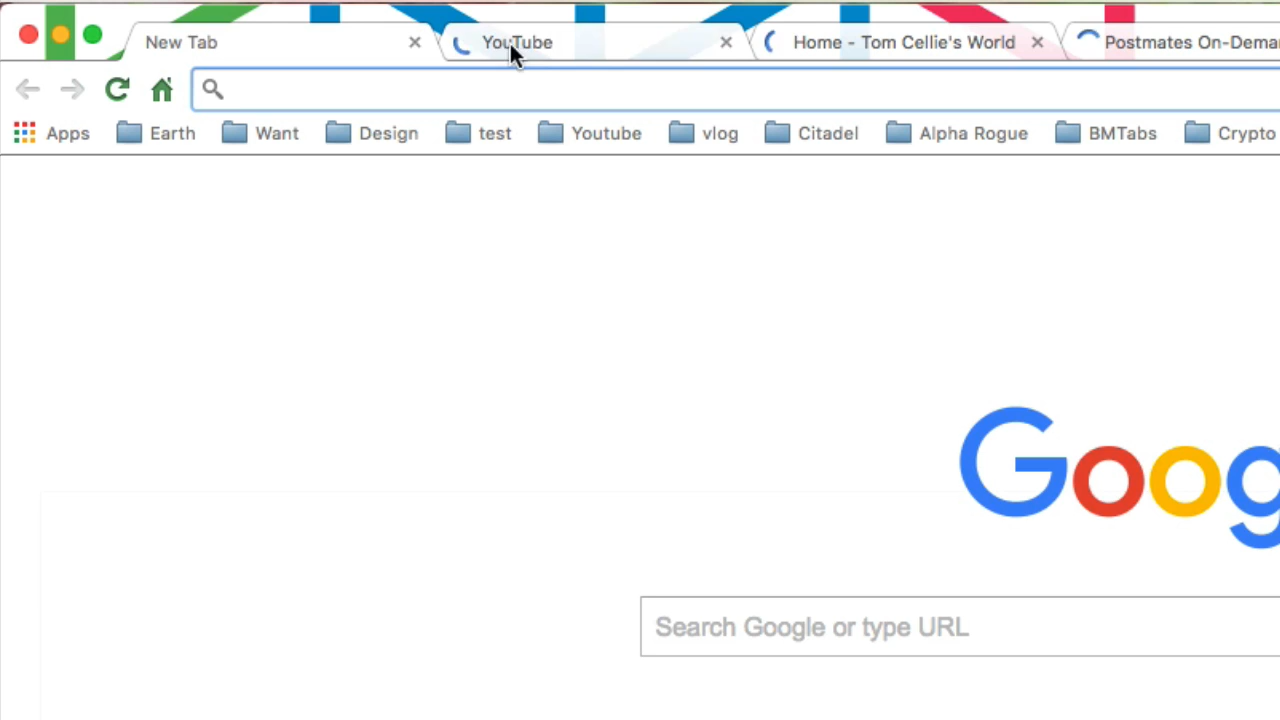 New Tab YouTube Home - Tom Cellie's World Postmates On-Dema
Apps Earth Want Design test Youtube vlog Citadel Alpha Rogue BMTabs Crypto
Goog
Search Google or type URL